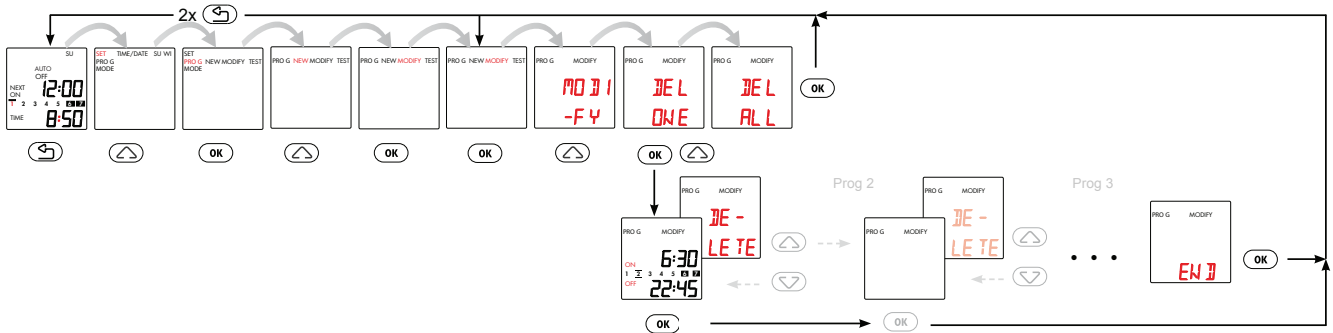 2x
SU
AUTO
OFF
NEXT
ON
12:00
1 2 3 4 5 6 7
TIME
8:50
SET TIME/DATE SU WI
PRO G
MODE
SET
PRO G NEW MODIFY TEST
MODE
PRO G NEW MODIFY TEST
PRO G NEW MODIFY TEST
PRO G NEW MODIFY TEST
PRO G MODIFY
MODI
-FY
PRO G MODIFY
DEL
ONE
PRO G MODIFY
DEL
ALL
OK
OK
OK
OK
OK
PRO G MODIFY
DE -
LETE
PRO G MODIFY
6:30
ON
1 2 3 4 5 6 7
OFF
22:45
OK
Prog 2
PRO G MODIFY
DE -
LETE
PRO G MODIFY
OK
Prog 3
• • •
PRO G MODIFY
END
OK